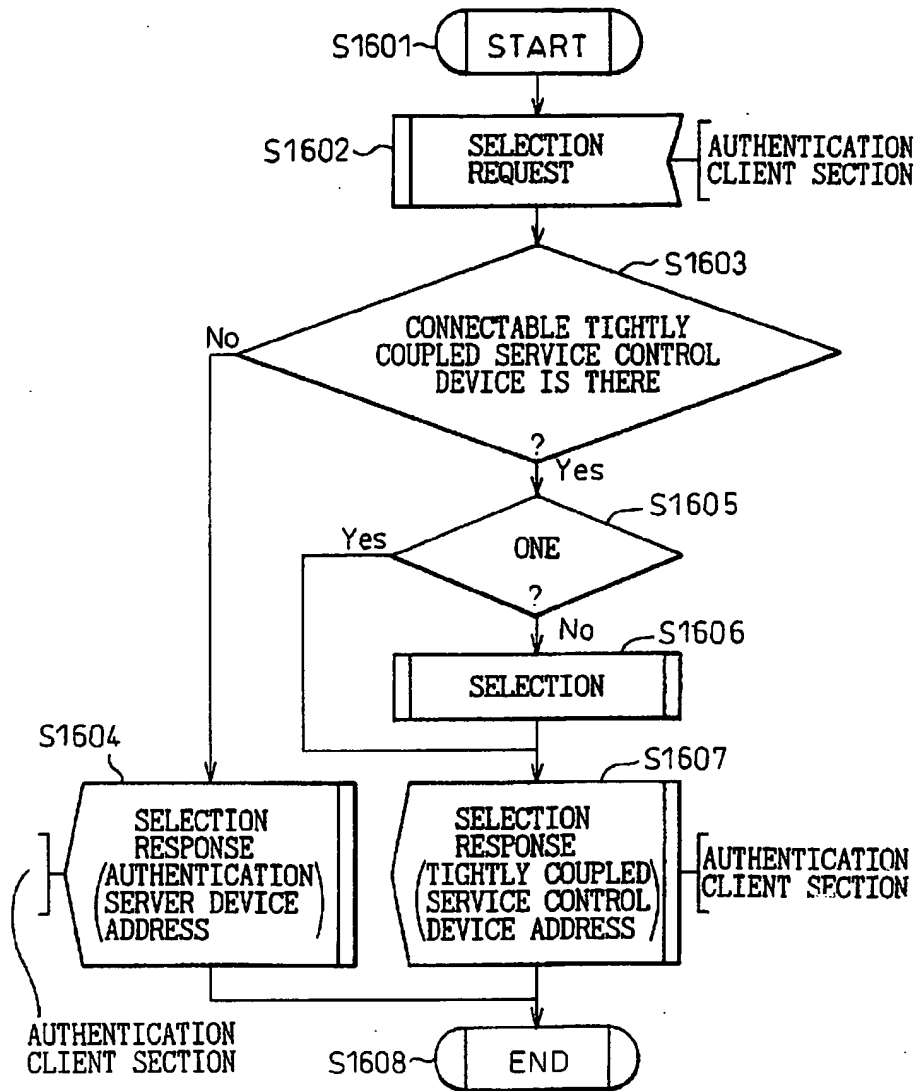 S1601
START
S1602
SELECTION
REQUEST
AUTHENTICATION
CLIENT SECTION
S1603
CONNECTABLE TIGHTLY
COUPLED SERVICE CONTROL
DEVICE IS THERE
?
No
Yes
S1605
ONE
?
Yes
No
S1606
SELECTION
S1604
SELECTION
RESPONSE
(AUTHENTICATION
SERVER DEVICE
ADDRESS)
AUTHENTICATION
CLIENT SECTION
S1607
SELECTION
RESPONSE
(TIGHTLY COUPLED
SERVICE CONTROL
DEVICE ADDRESS)
AUTHENTICATION
CLIENT SECTION
S1608
END